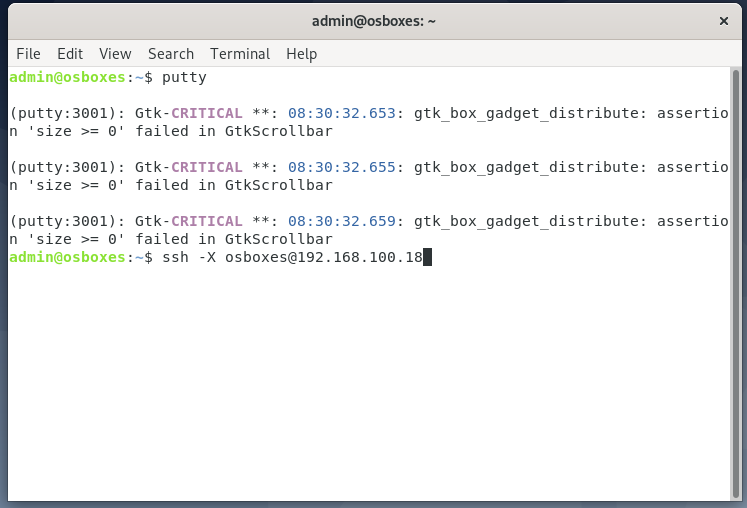 admin@osboxes: ~
File Edit View Search Terminal Help
admin@osboxes:~$ putty
(putty:3001): Gtk-CRITICAL **: 08:30:32.653: gtk_box_gadget_distribute: assertio
n 'size >= 0' failed in GtkScrollbar
(putty:3001): Gtk-CRITICAL **: 08:30:32.655: gtk_box_gadget_distribute: assertio
n 'size >= 0' failed in GtkScrollbar
(putty:3001): Gtk-CRITICAL **: 08:30:32.659: gtk_box_gadget_distribute: assertio
n 'size >= 0' failed in GtkScrollbar
admin@osboxes:~$ ssh -X osboxes@192.168.100.18